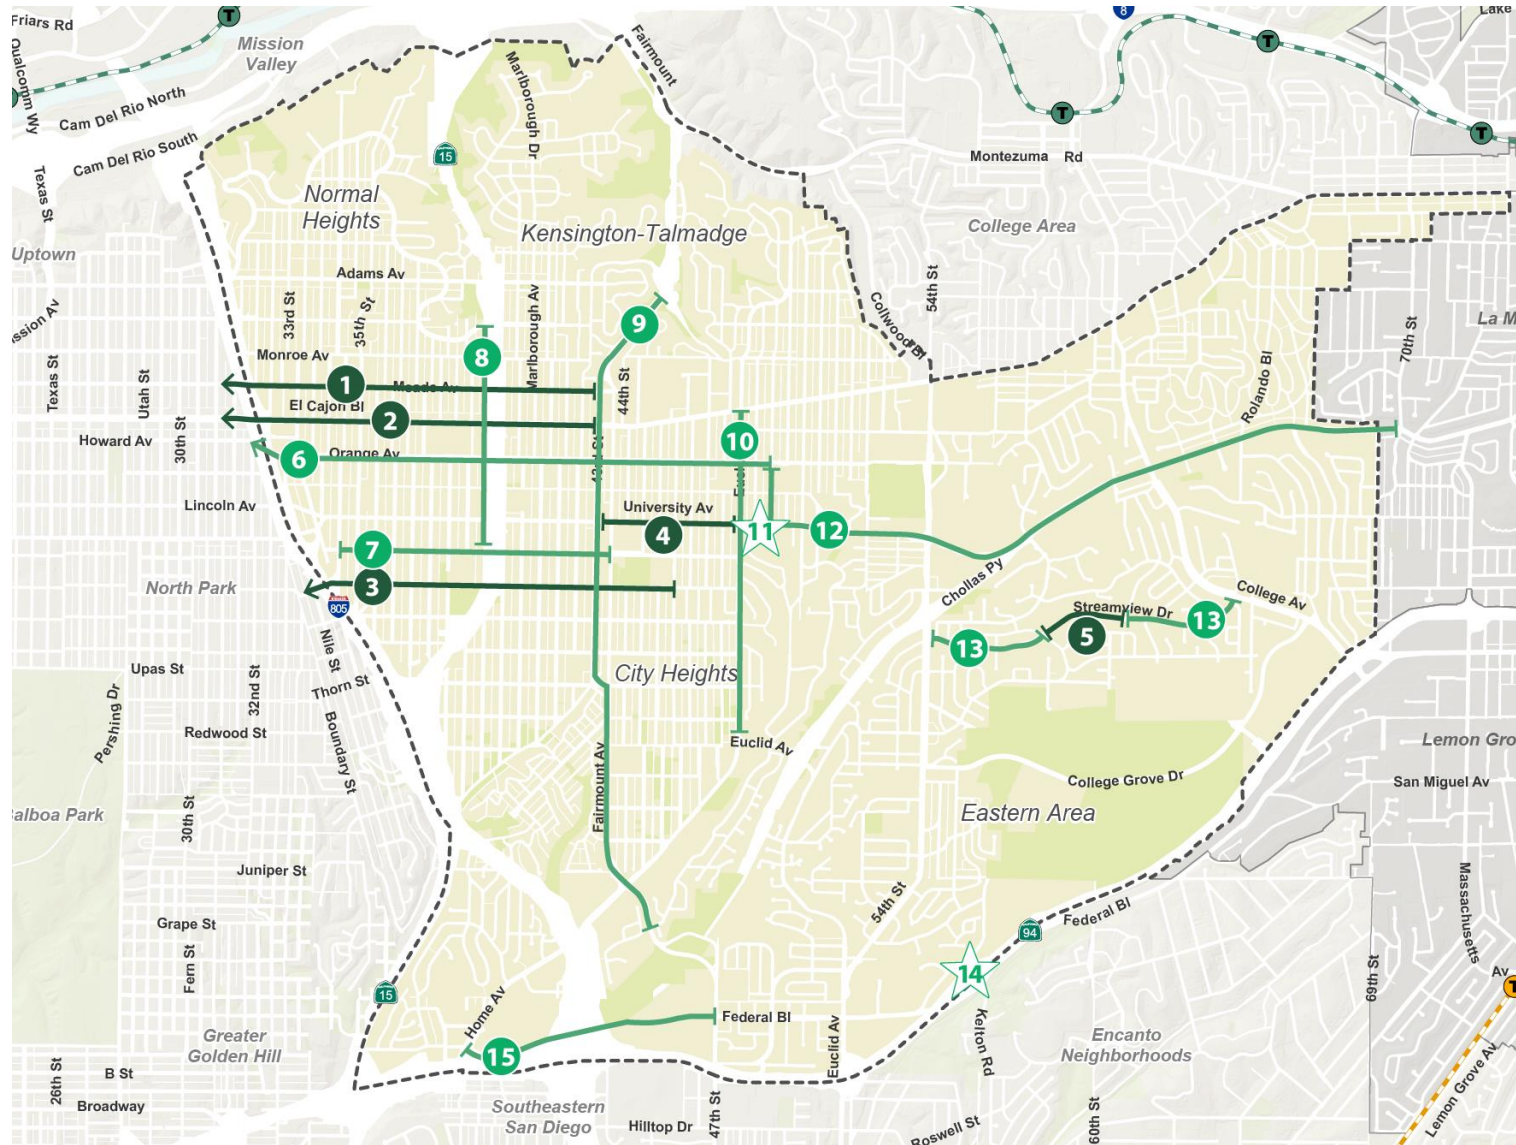 Friars Rd
Mission
Valley
Fairmount
8
Lake
T
T
T
T
Qualcomm Wy
Cam Del Rio North
Cam Del Rio South
Marlborough Dr
15
Montezuma Rd
Texas St
Normal
Heights
Kensington-Talmadge
College Area
Uptown
Adams Av
54th St
Collwood Bl
33rd St
35th St
Marlborough Av
9
ssion Av
La M
70th St
Monroe Av
8
Texas St
Utah St
1
Meade Av
44th St
Rolando Bl
El Cajon Bl
2
30th St
Howard Av
43rd St
10
6
Orange Av
Lincoln Av
University Av
4
11
12
7
3
North Park
805
Chollas Py
College Av
Streamview Dr
13
5
13
Nile St
Upas St
32nd St
Thorn St
City Heights
Pershing Dr
Redwood St
Boundary St
Euclid Av
Fairmount Av
College Grove Dr
Lemon Gro
San Miguel Av
Balboa Park
30th St
Eastern Area
Juniper St
54th St
Massachusetts
Av
Grape St
Federal Bl
94
Fern St
14
69th St
15
T
Home Av
Federal Bl
Greater
Golden Hill
15
Euclid Av
Kelton Rd
Encanto
Neighborhoods
26th St
B St
Broadway
Southeastern
San Diego
47th St
Hilltop Dr
Roswell St
60th St
Lemon Grove Av